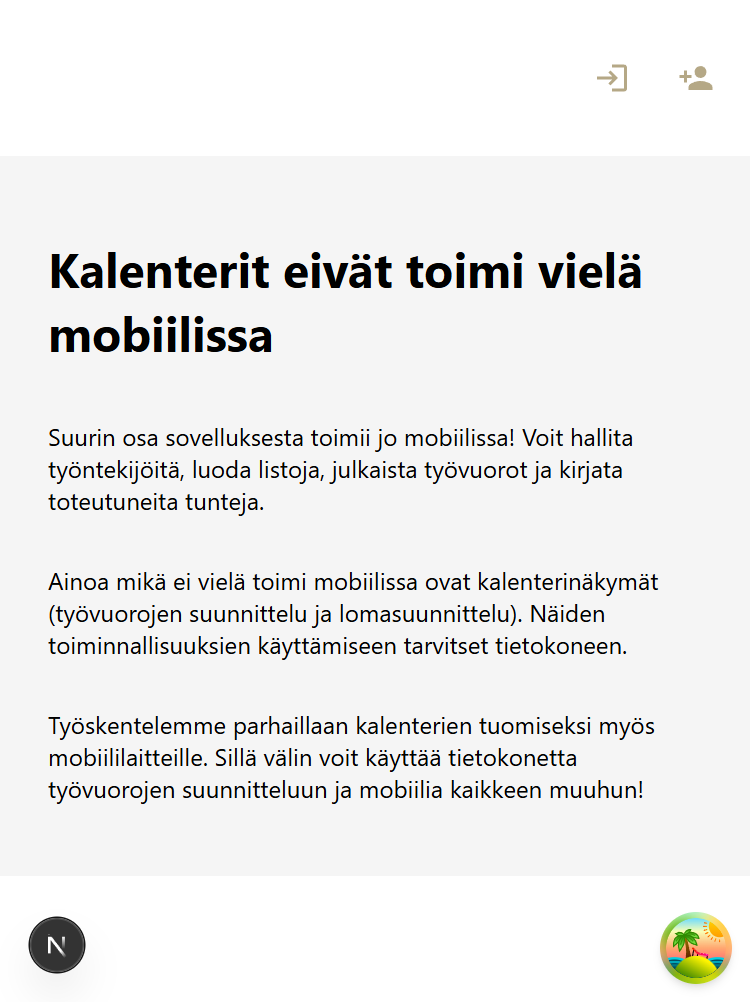 Kalenterit eivät toimi vielä
mobiilissa
Suurin osa sovelluksesta toimii jo mobiilissa! Voit hallita
työntekijöitä, luoda listoja, julkaista työvuorot ja kirjata
toteutuneita tunteja.
Ainoa mikä ei vielä toimi mobiilissa ovat kalenterinäkymät
(työvuorojen suunnittelu ja lomasuunnittelu). Näiden
toiminnallisuuksien käyttämiseen tarvitset tietokoneen.
Työskentelemme parhaillaan kalenterien tuomiseksi myös
mobiililaitteille. Sillä välin voit käyttää tietokonetta
työvuorojen suunnitteluun ja mobiilia kaikkeen muuhun!
N